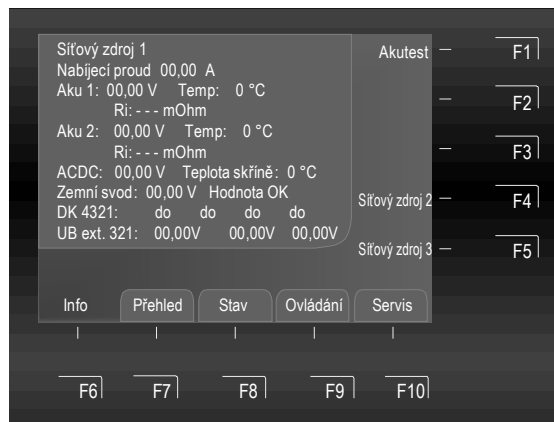 Síťový zdroj 1
Akutest
F1
Nabíjecí proud 00,00 A
Aku 1: 00,00 V Temp: 0 °C
F2
Ri: - - - mOhm
Aku 2: 00,00 V Temp: 0 °C
Ri: - - - mOhm
F3
ACDC: 00,00 V Teplota skříně: 0 °C
Zemní svod: 00,00 V Hodnota OK
Síťový zdroj 2
F4
DK 4321: do do do do
UB ext. 321: 00,00V 00,00V 00,00V
Síťový zdroj 3
F5
Info Přehled Stav Ovládání Servis
F6 F7 F8 F9 F10